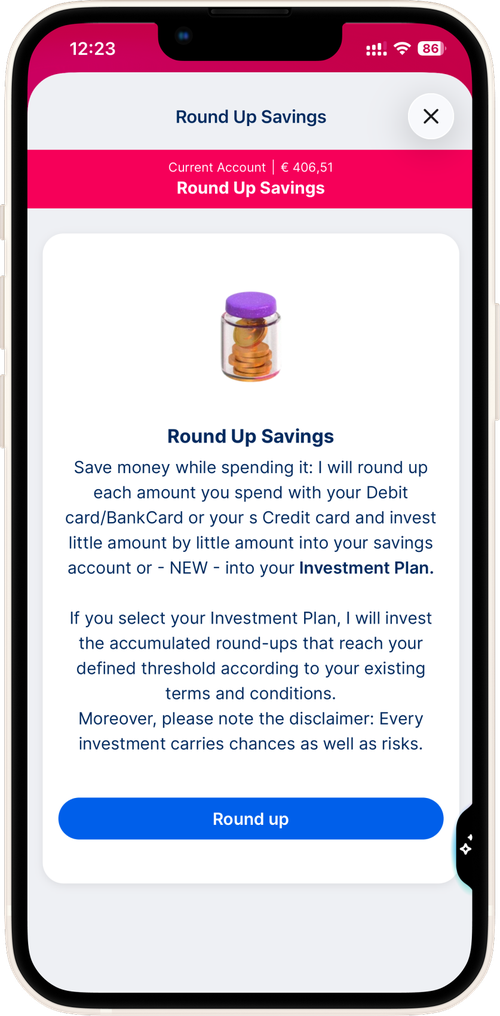 12:23
86
Round Up Savings
Current Account | € 406,51
Round Up Savings
Round Up Savings
Save money while spending it: I will round up
each amount you spend with your Debit
card/BankCard or your s Credit card and invest
little amount by little amount into your savings
account or - NEW - into your Investment Plan.
If you select your Investment Plan, I will invest
the accumulated round-ups that reach your
defined threshold according to your existing
terms and conditions.
Moreover, please note the disclaimer: Every
investment carries chances as well as risks.
Round up